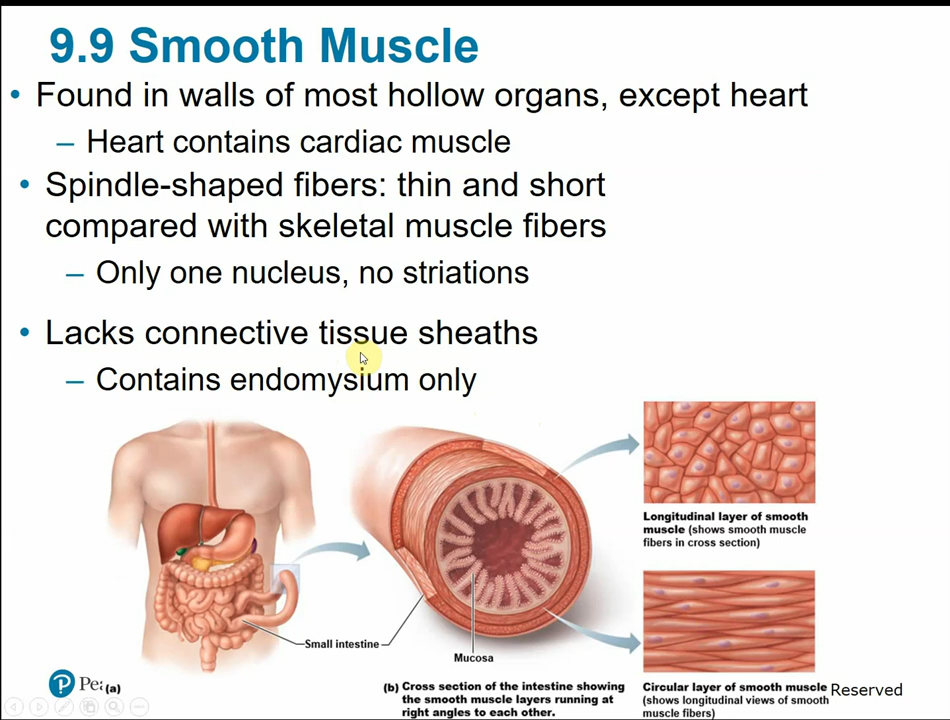 9.9 Smooth Muscle
• Found in walls of most hollow organs, except heart
– Heart contains cardiac muscle
• Spindle-shaped fibers: thin and short
compared with skeletal muscle fibers
– Only one nucleus, no striations
• Lacks connective tissue sheaths
– Contains endomysium only
Longitudinal layer of smooth
muscle (shows smooth muscle
fibers in cross section)
Small intestine
Mucosa
(a)
(b) Cross section of the intestine showing
the smooth muscle layers running at
right angles to each other.
Circular layer of smooth muscle
(shows longitudinal views of smooth
muscle fibers)
Reserved